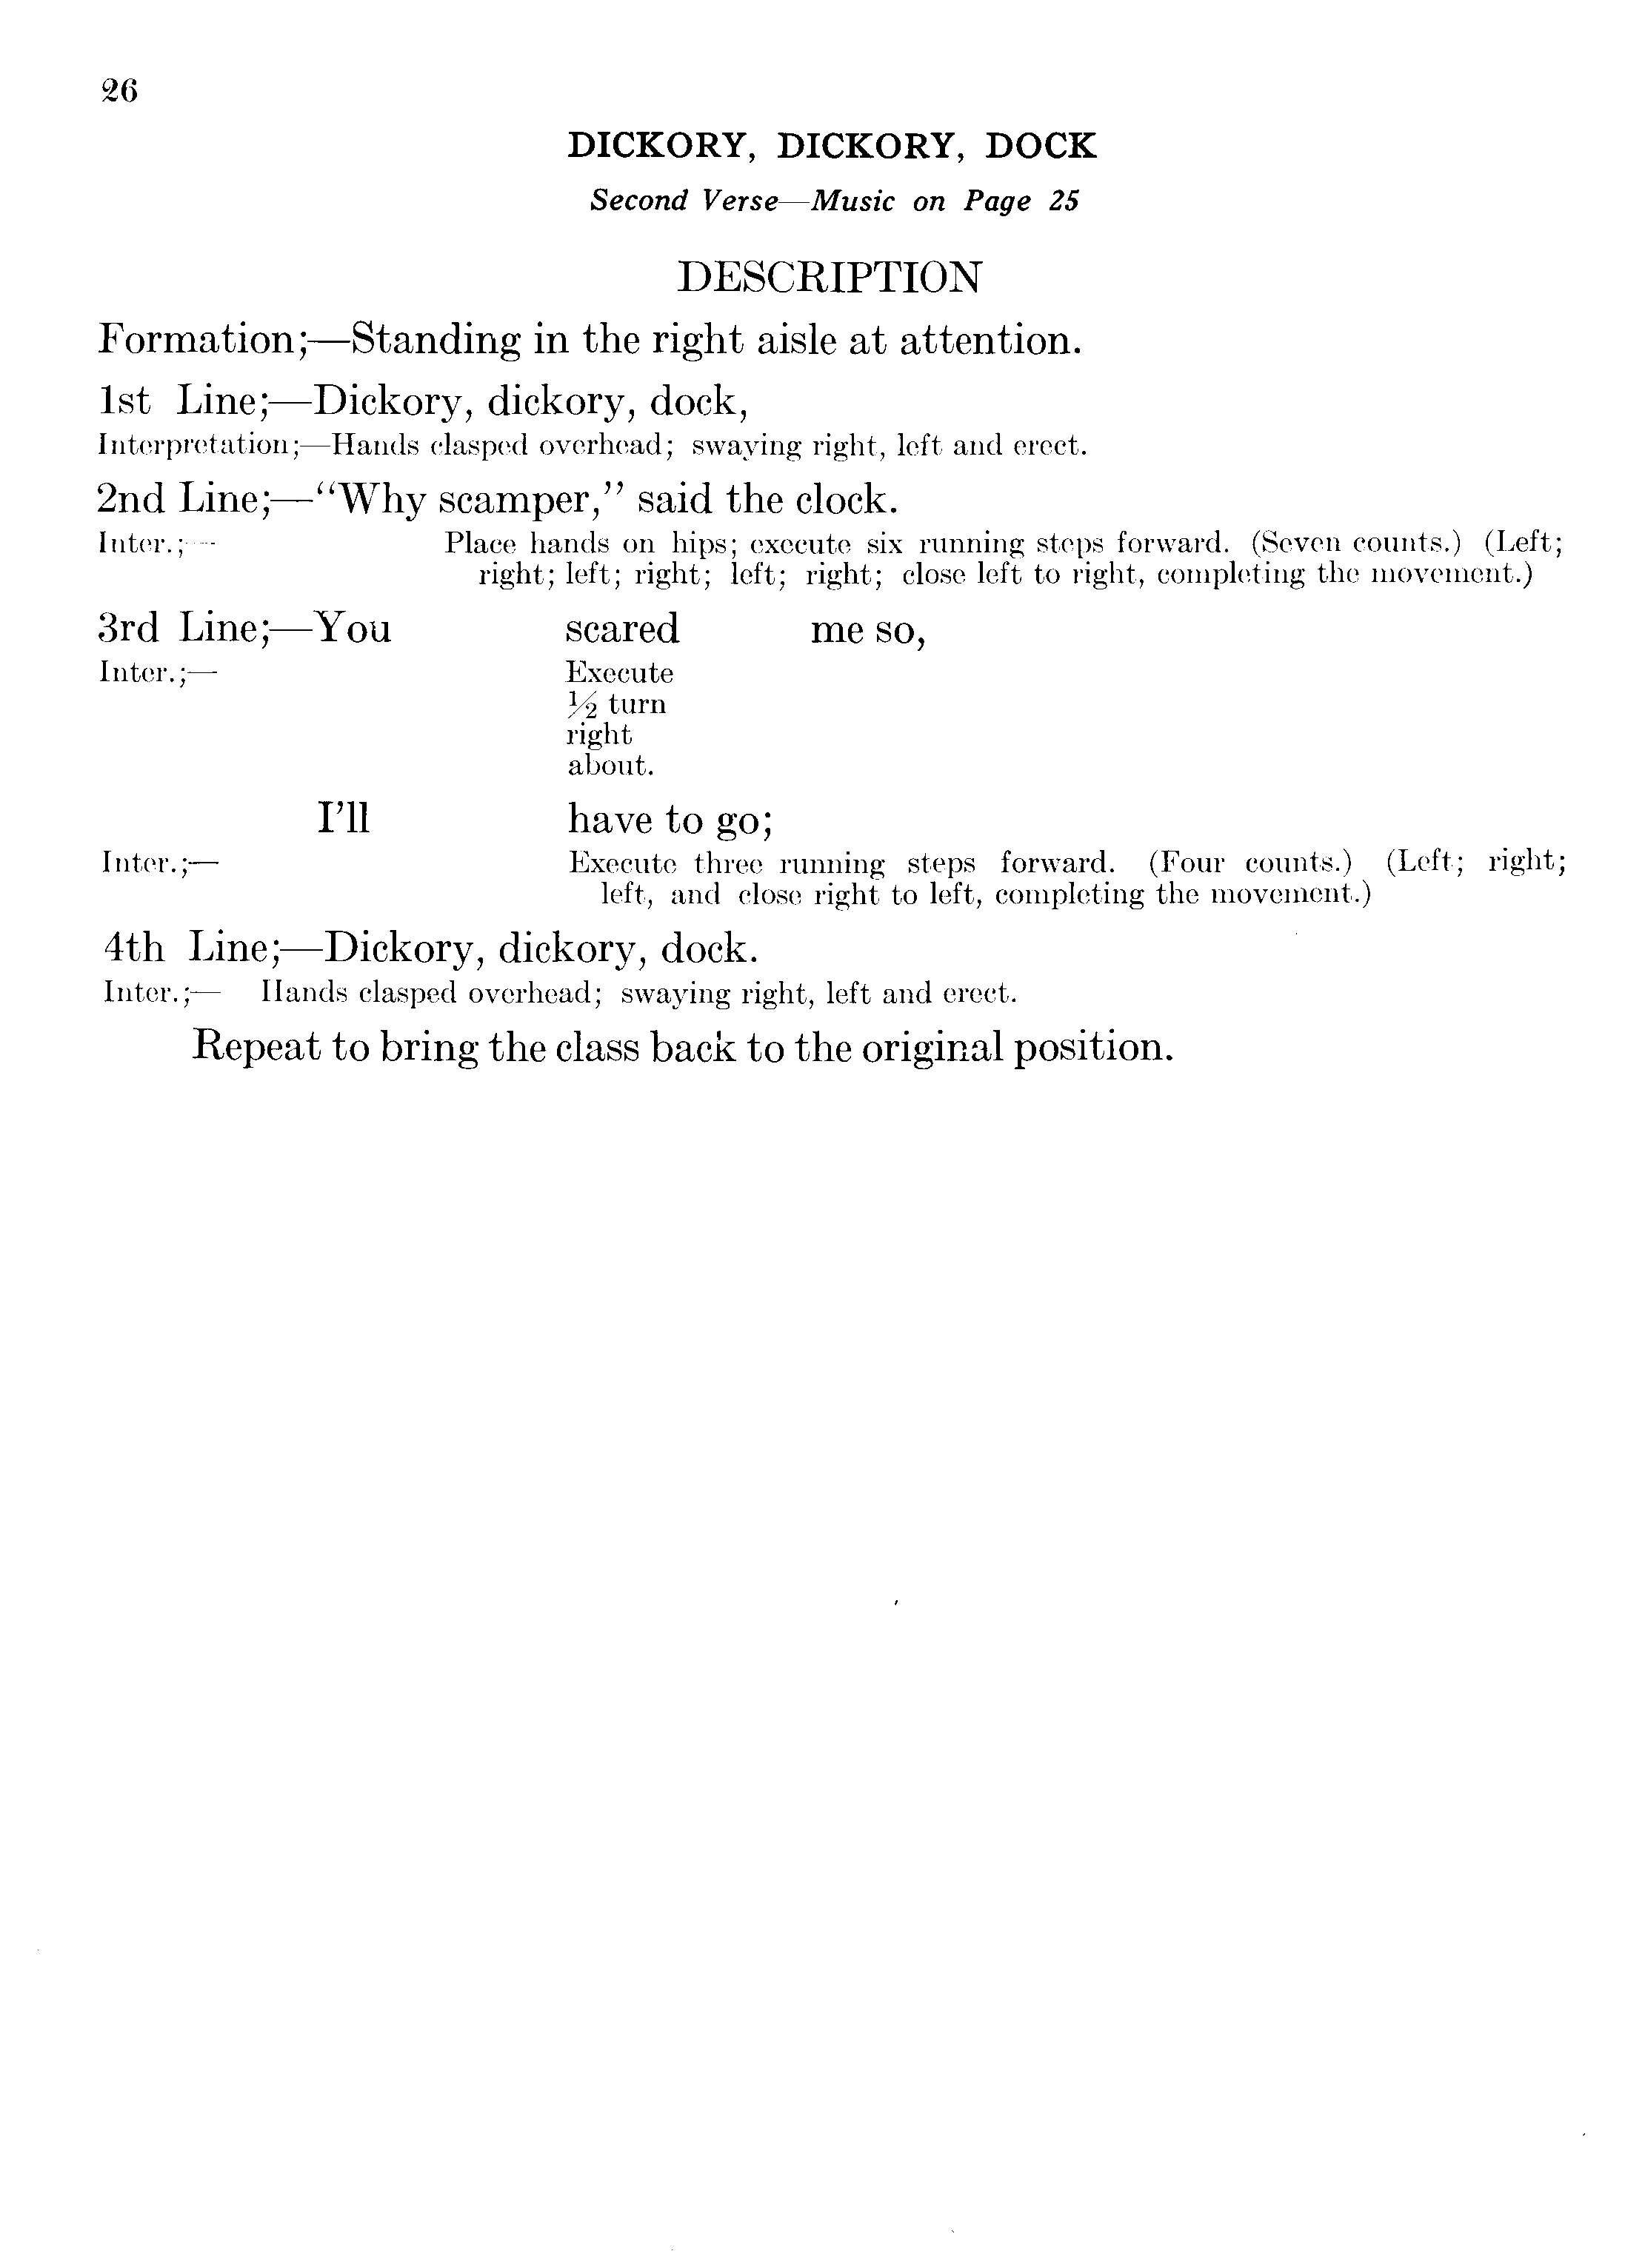 26
DICKORY, DICKORY, DOCK
Second Verse—Music on Page 25
DESCRIPTION
Formation;—Standing in the right aisle at attention.
1st Line;—Dickory, dickory, dock,
Interpretation;—Hands clasped overhead; swaying right, left and erect.
2nd Line;—“Why scamper,” said the clock.
Inter.;— Place hands on hips; execute six running steps forward. (Seven counts.) (Left;
right; left; right; left; right; close left to right, completing the movement.)
3rd Line;—You scared me so,
Inter.;— Execute
½ turn
right
about.
I’ll have to go;
Inter.;— Execute three running steps forward. (Four counts.) (Left; right;
left, and close right to left, completing the movement.)
4th Line;—Dickory, dickory, dock.
Inter.;— Hands clasped overhead; swaying right, left and erect.
Repeat to bring the class back to the original position.